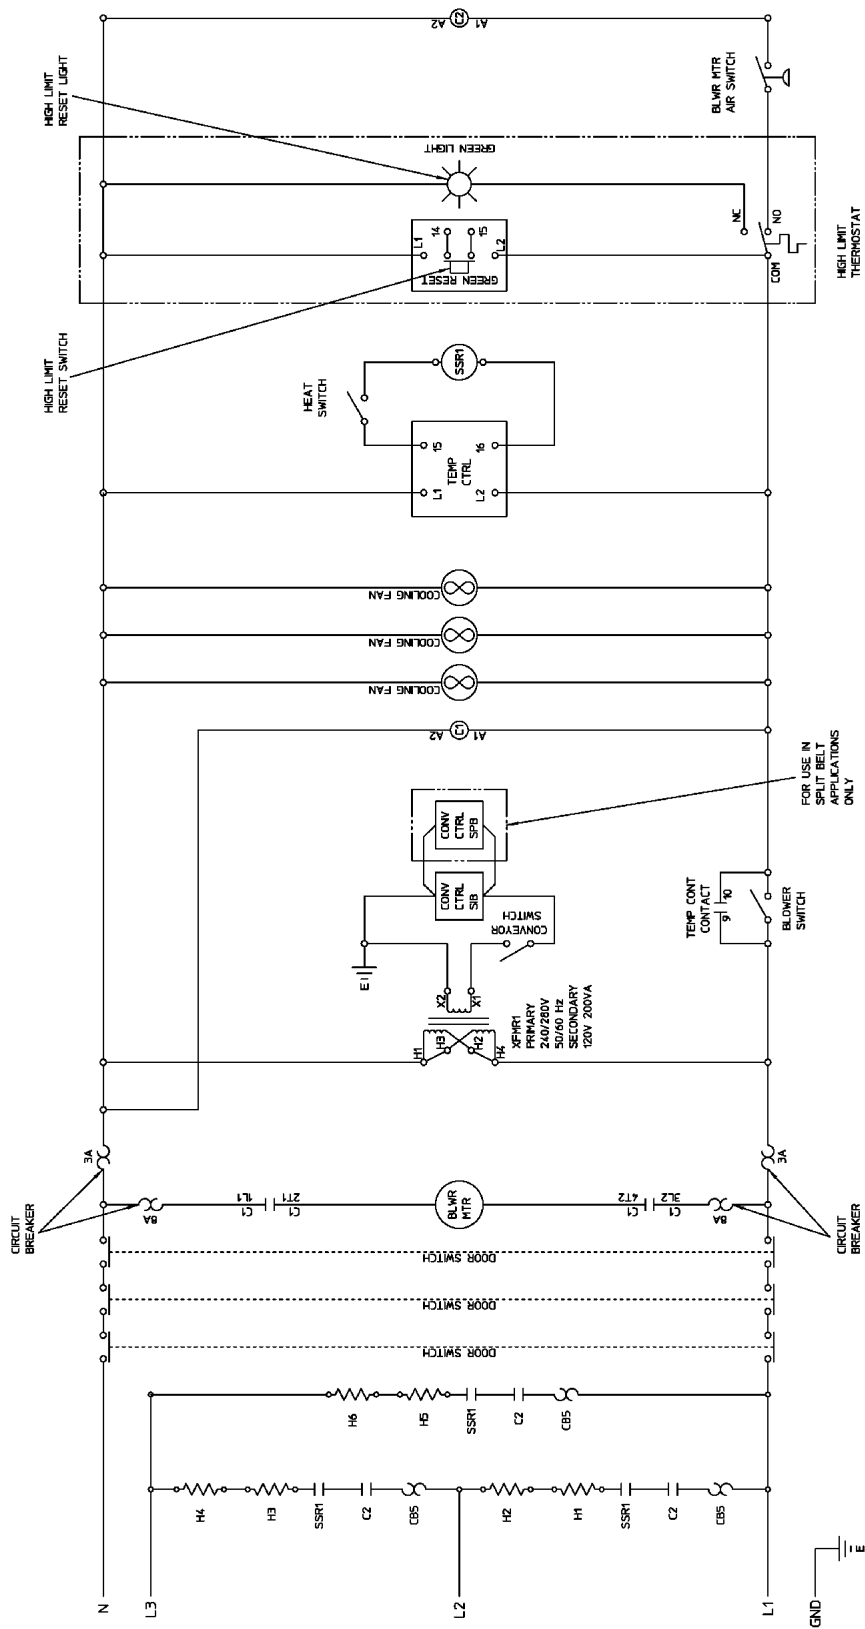 N
L3
L2
L1
GND
E
H4
H3
SSR1
C2
CB5
H2
H1
SSR1
C2
CB5
H6
H5
SSR1
C2
CB5
DOOR SWITCH
DOOR SWITCH
DOOR SWITCH
CIRCUIT
BREAKER
8A
C1
1L1
C1
2T1
BLWR
MTR
C1
4T2
C1
3L2
8A
CIRCUIT
BREAKER
3A
3A
H1
H3
H2
H4
X2
X1
XFMR1
PRIMARY
240/280V
50/60 Hz
SECONDARY
120V 200VA
E
CONVEYOR
SWITCH
CONV
CTRL
SIB
CONV
CTRL
SPB
TEMP CONT
CONTACT
9
10
BLOWER
SWITCH
FOR USE IN
SPLIT BELT
APPLICATIONS
ONLY
A2
C1
A1
COOLING FAN
COOLING FAN
COOLING FAN
HEAT
SWITCH
L1
15
TEMP
CTRL
L2
16
SSR1
HIGH LIMIT
RESET SWITCH
L1
14
GREEN RESET
15
L2
GREEN LIGHT
NC
NO
COM
HIGH LIMIT
THERMOSTAT
HIGH LIMIT
RESET LIGHT
BLWR MTR
AIR SWITCH
A2
C2
A1